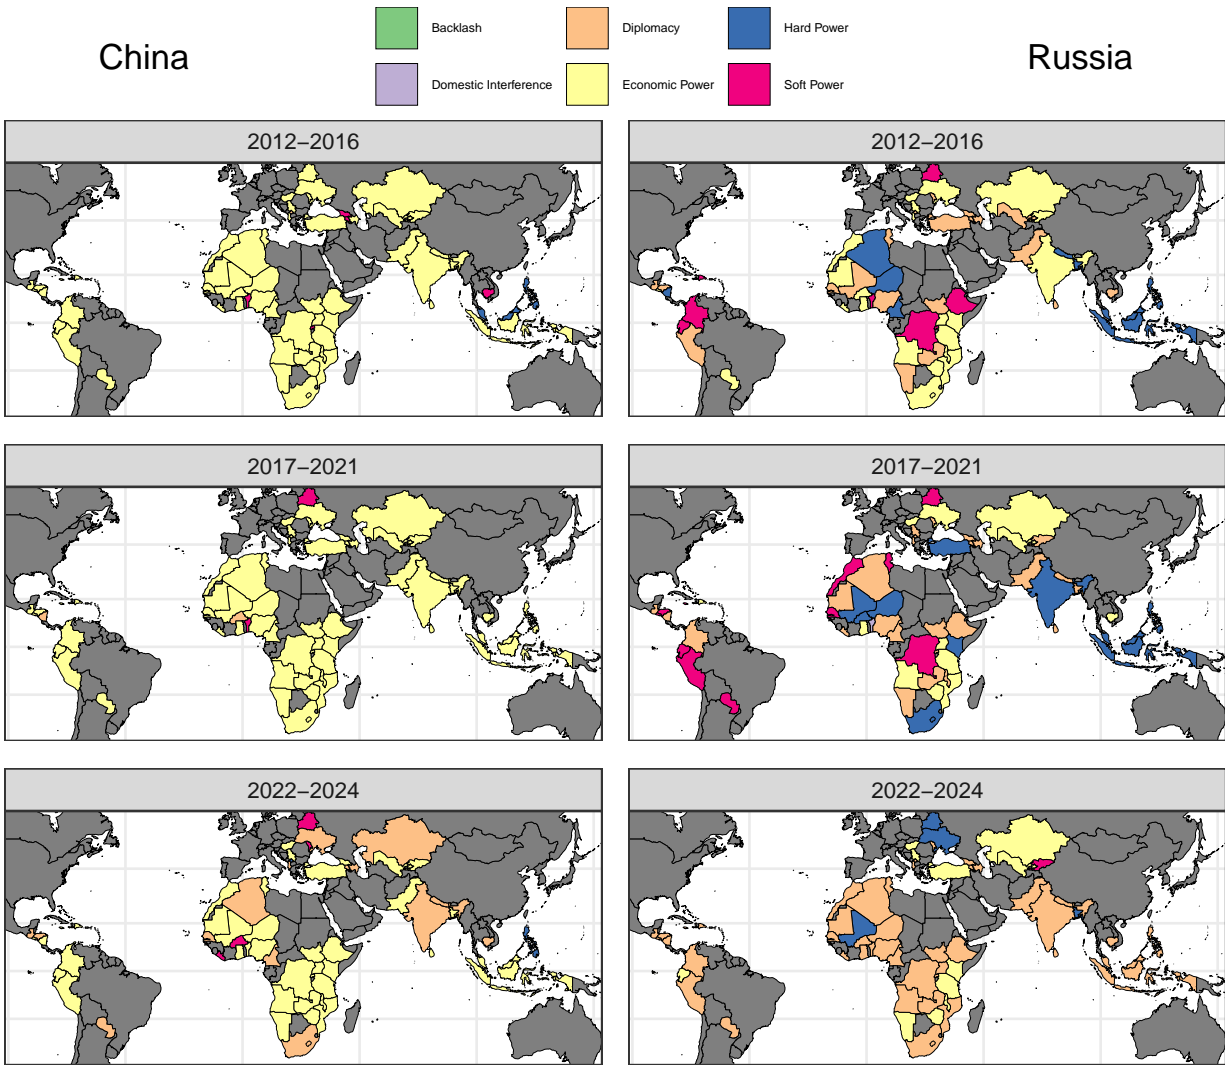 China
Backlash
Diplomacy
Hard Power
Domestic Interference
Economic Power
Soft Power
Russia
2012−2016
2012−2016
2017−2021
2017−2021
2022−2024
2022−2024